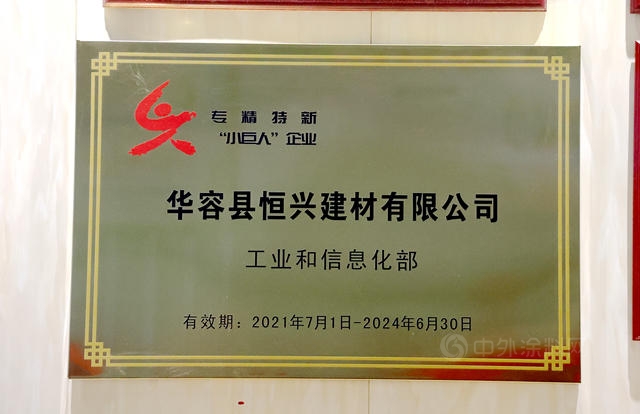 专精特新
“小巨人”企业
华容县恒兴建材有限公司
工业和信息化部
有效期：2021年7月1日-2024年6月30日
中外涂料网